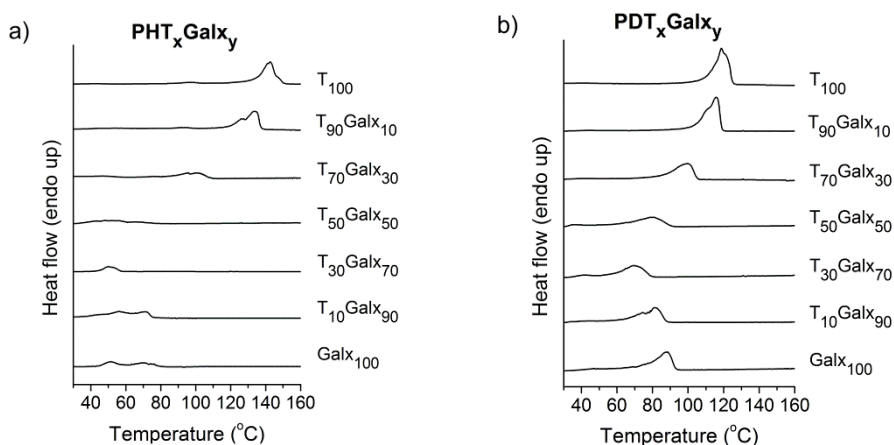 a)
PHTxGalxy
T100
T90Galx10
T70Galx30
T50Galx50
T30Galx70
T10Galx90
Galx100
Heat flow (endo up)
40 60 80 100 120 140 160
Temperature (°C)
b)
PDTxGalxy
T100
T90Galx10
T70Galx30
T50Galx50
T30Galx70
T10Galx90
Galx100
Heat flow (endo up)
40 60 80 100 120 140 160
Temperature (°C)